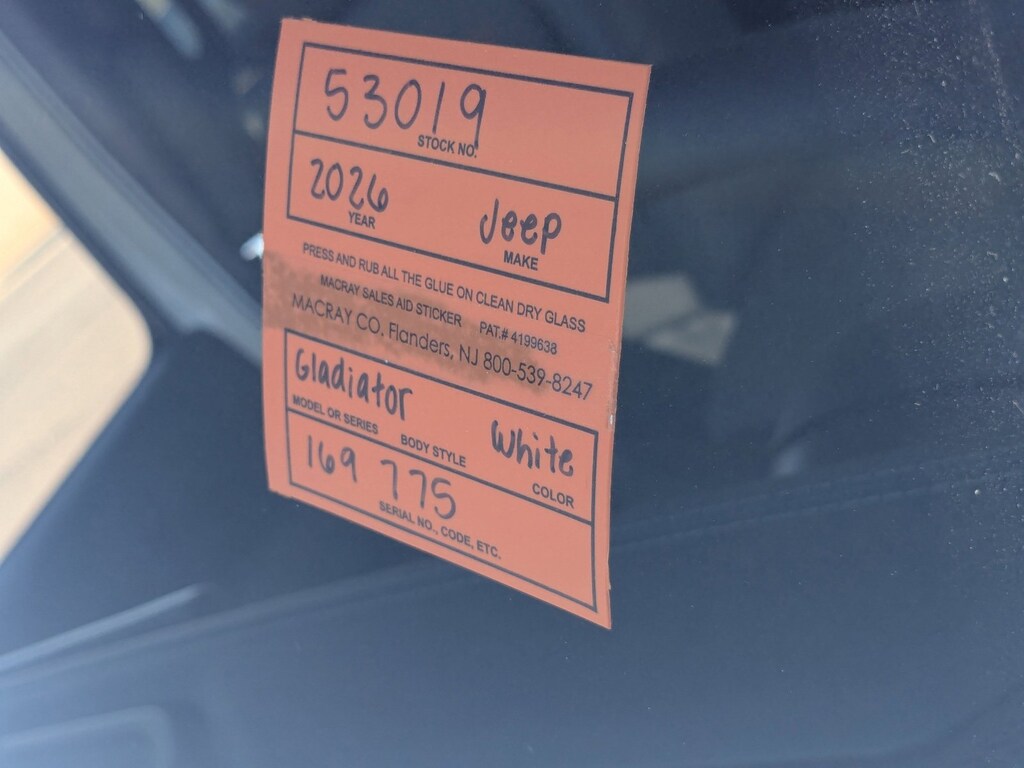 53019
STOCK NO.
2026 Jeep
YEAR MAKE
PRESS AND RUB ALL THE GLUE ON CLEAN DRY GLASS
MACRAY SALES AID STICKER PAT.# 4199638
MACRAY CO. Flanders, NJ 800-539-8247
Gladiator White
MODEL OR SERIES BODY STYLE COLOR
169 775
SERIAL NO., CODE, ETC.